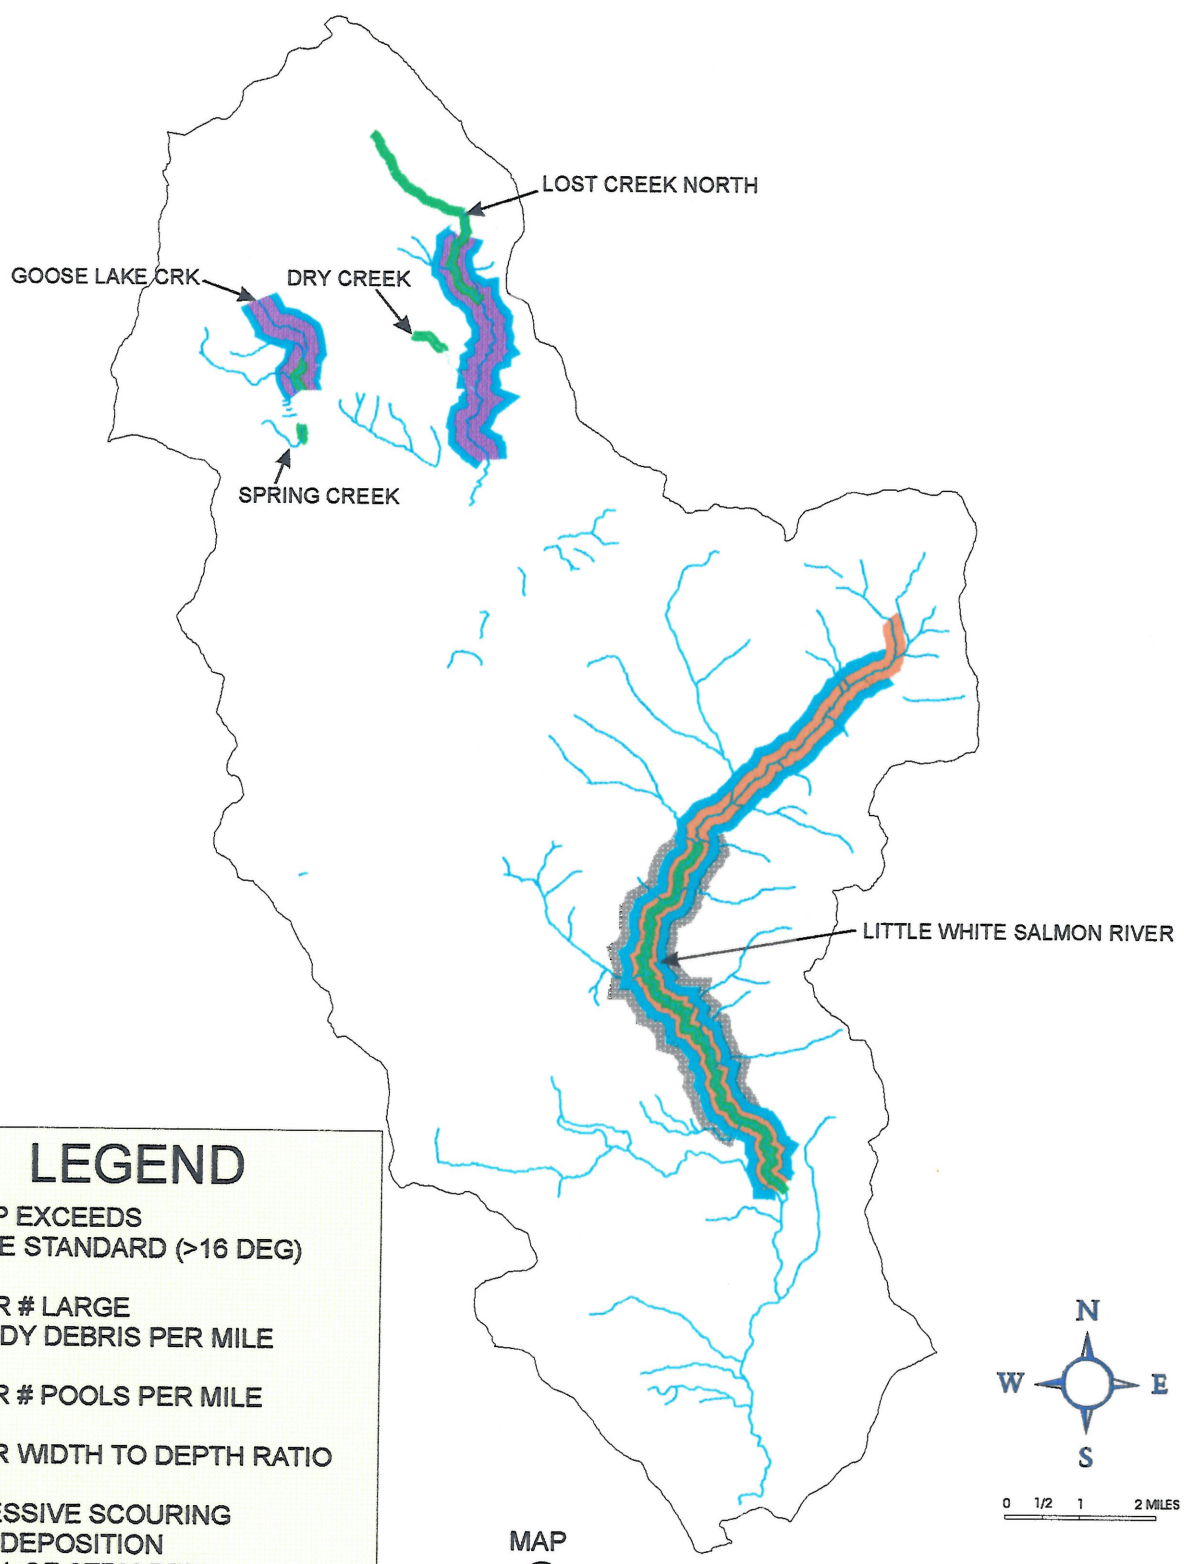 LOST CREEK NORTH
GOOSE LAKE CRK
DRY CREEK
SPRING CREEK
LITTLE WHITE SALMON RIVER
LEGEND
P EXCEEDS
E STANDARD (>16 DEG)
R # LARGE
DY DEBRIS PER MILE
R # POOLS PER MILE
R WIDTH TO DEPTH RATIO
ESSIVE SCOURING
DEPOSITION
MAP
N
W E
S
0 1/2 1 2 MILES